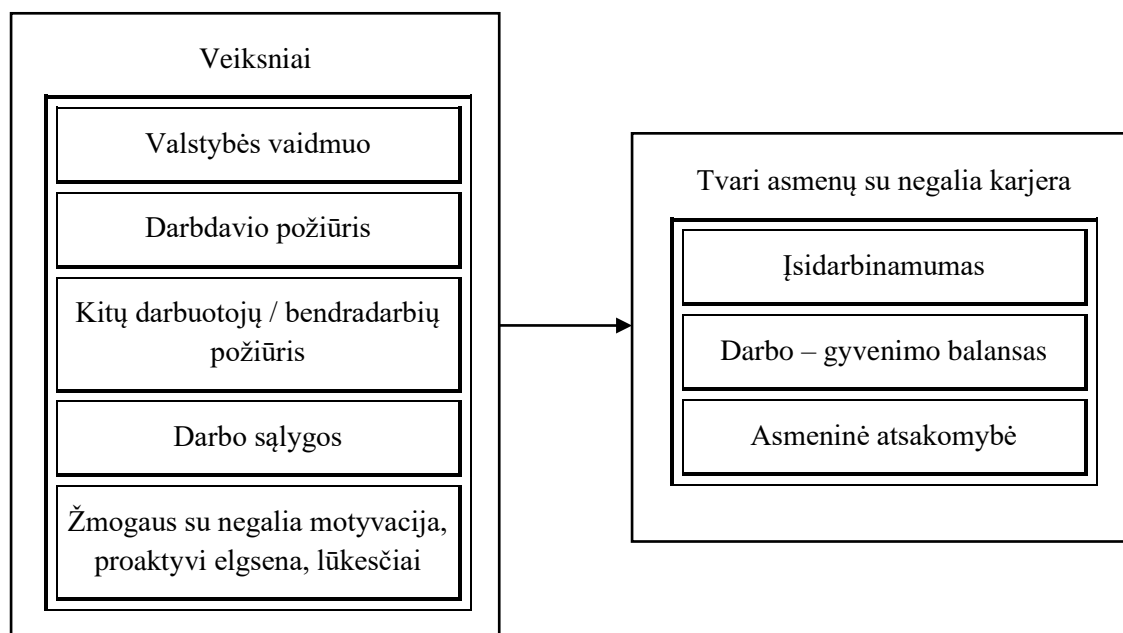 Veiksniai
Valstybės vaidmuo
Darbdavio požiūris
Kitų darbuotojų / bendradarbių
požiūris
Darbo sąlygos
Žmogaus su negalia motyvacija,
proaktyvi elgsena, lūkesčiai
Tvari asmenų su negalia karjera
Įsidarbinamumas
Darbo – gyvenimo balansas
Asmeninė atsakomybė